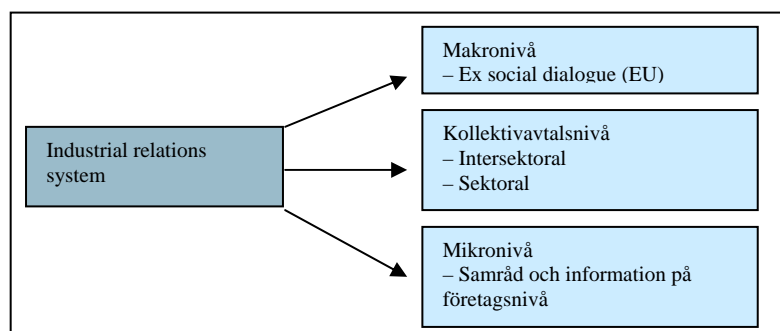 Industrial relations
system
Makronivå
– Ex social dialogue (EU)
Kollektivavtalsnivå
– Intersektoral
– Sektoral
Mikronivå
– Samråd och information på
företagsnivå